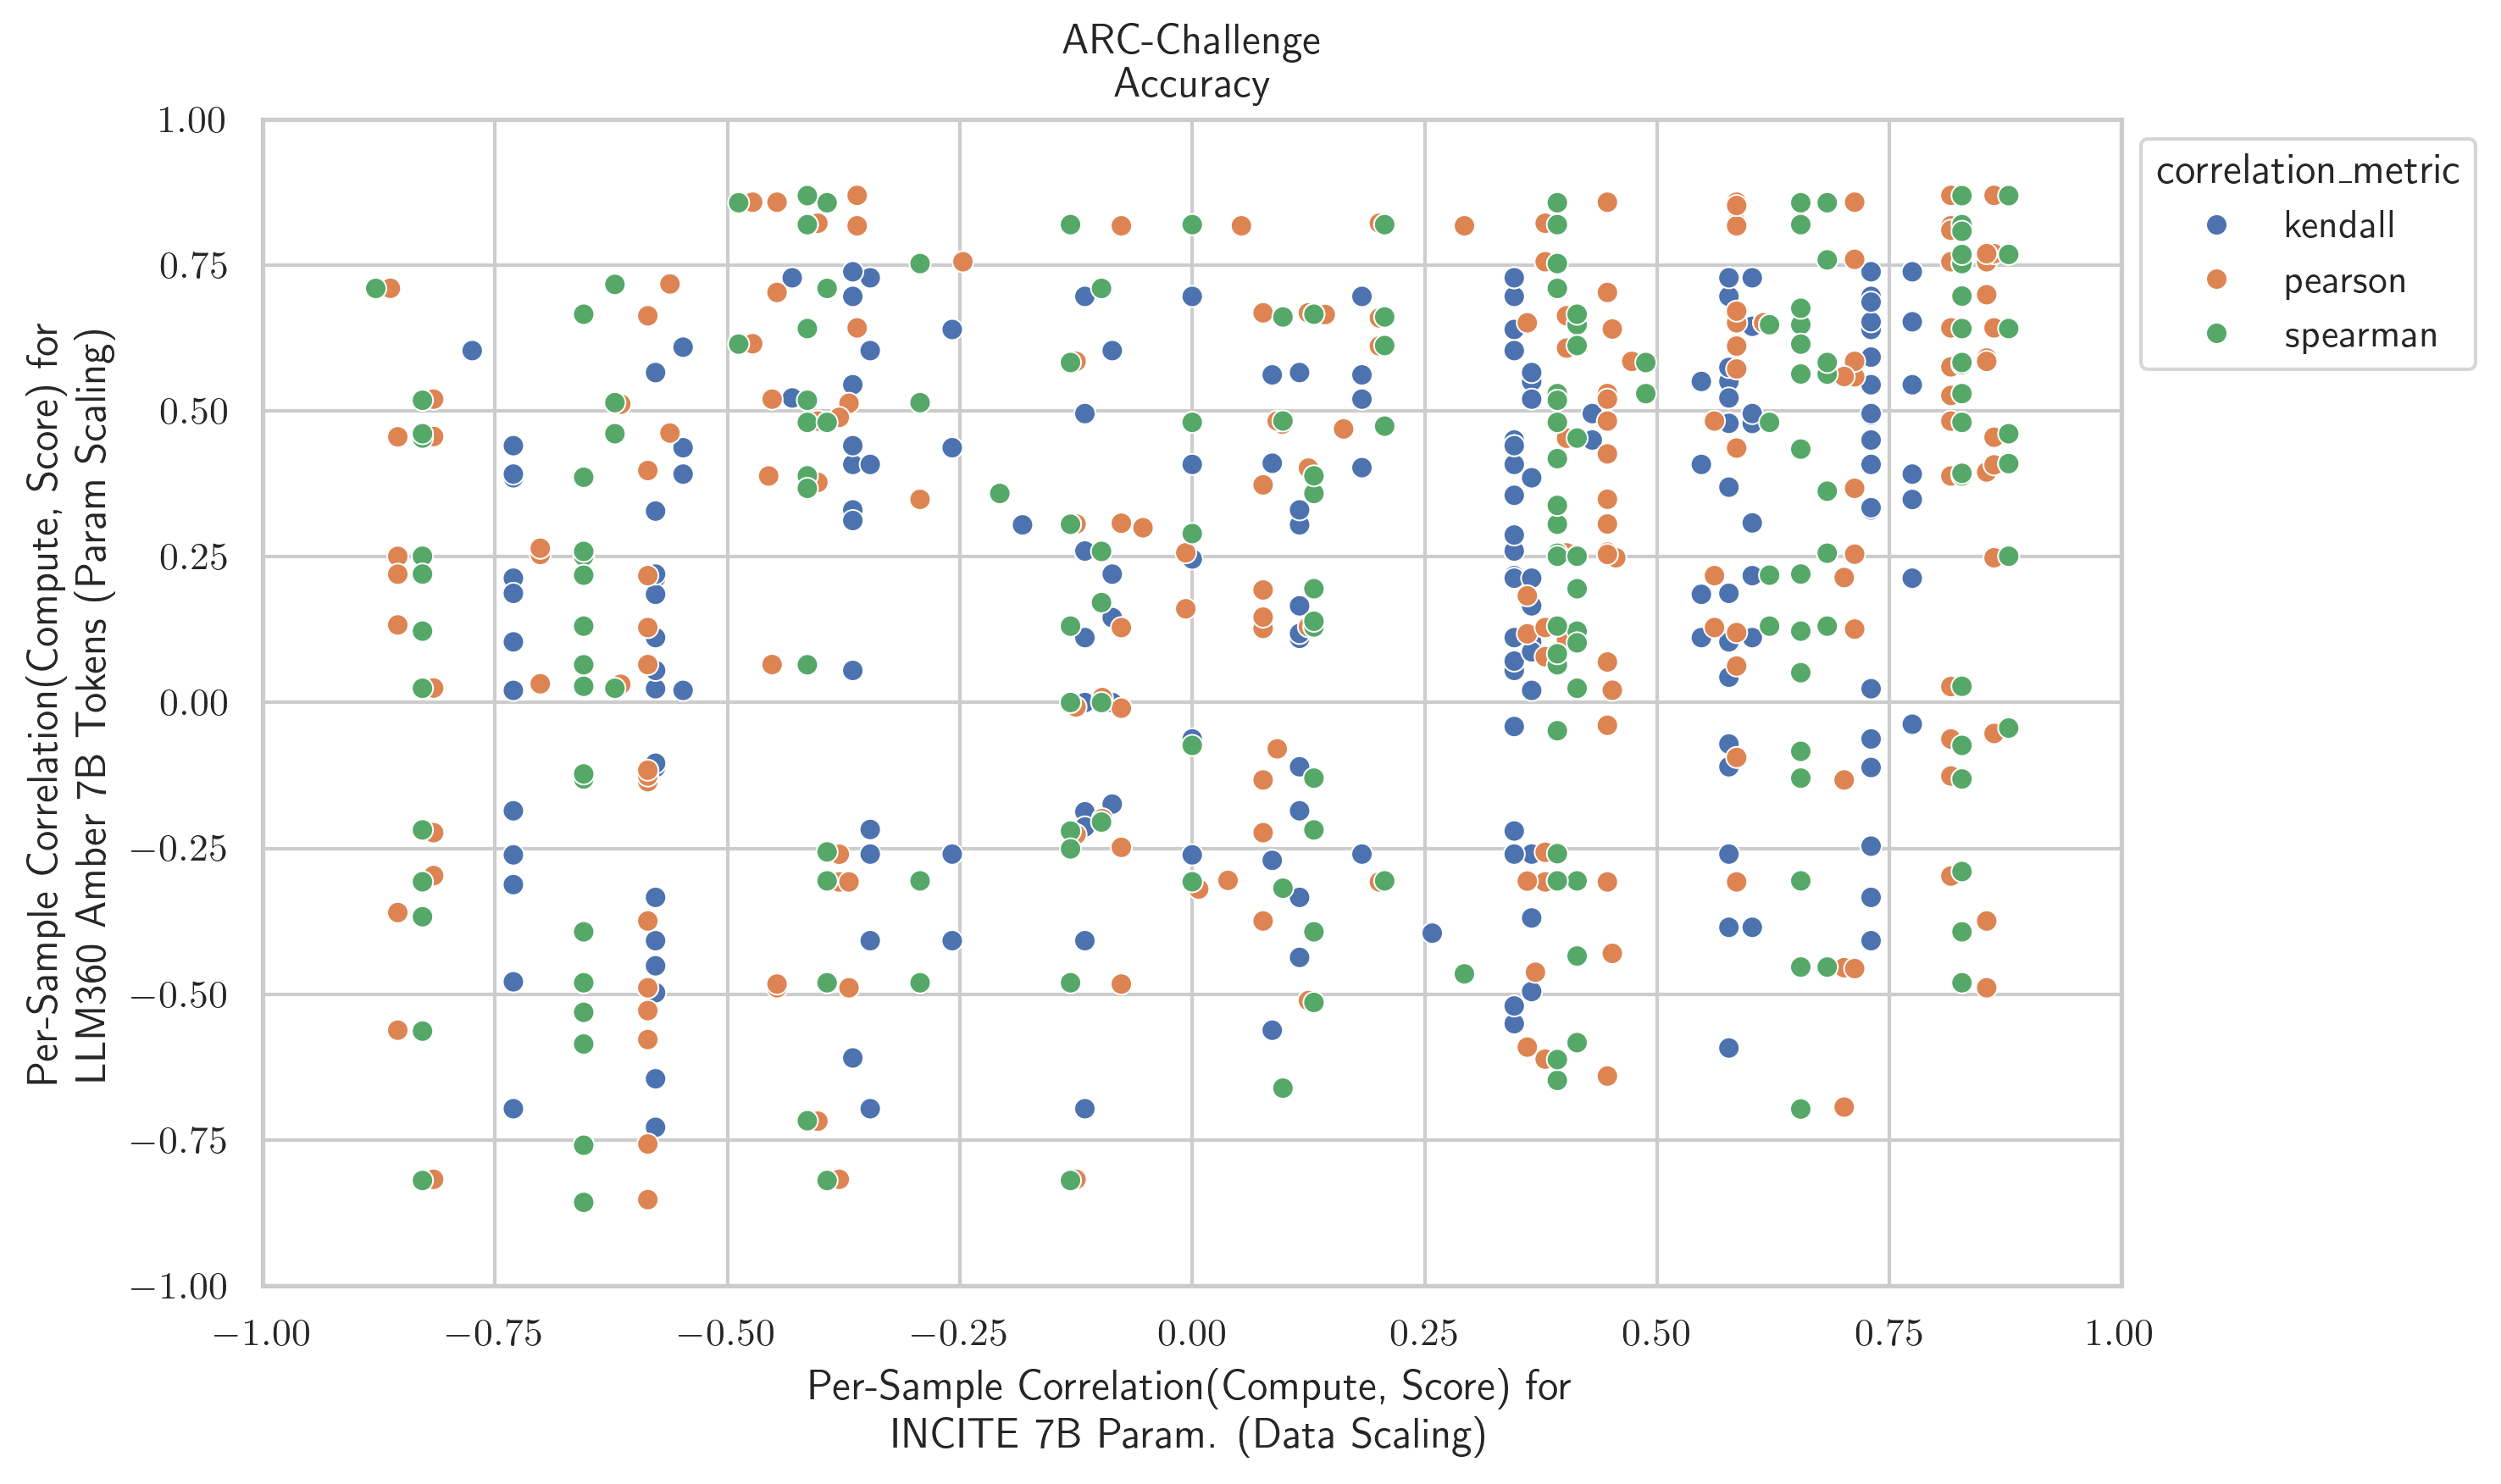 ARC-Challenge
Accuracy
1.00
0.75
0.50
0.25
0.00
−0.25
−0.50
−0.75
−1.00
Per-Sample Correlation(Compute, Score) for
LLM360 Amber 7B Tokens (Param Scaling)
correlation_metric
kendall
pearson
spearman
−1.00
−0.75
−0.50
−0.25
0.00
0.25
0.50
0.75
1.00
Per-Sample Correlation(Compute, Score) for
INCITE 7B Param. (Data Scaling)